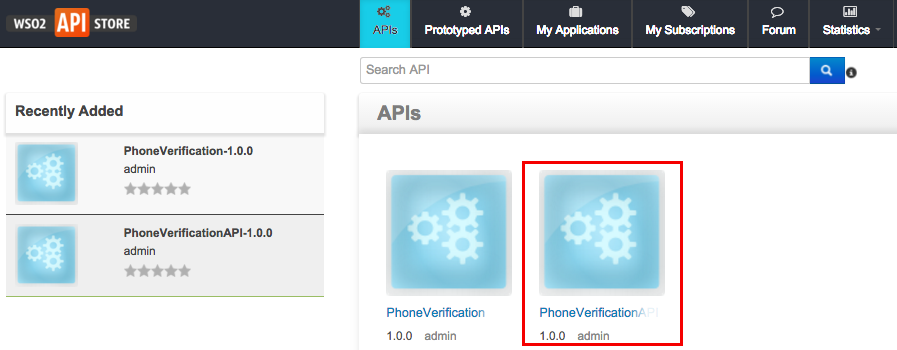 WSO2 API STORE
APIs
Prototyped APIs
My Applications
My Subscriptions
Forum
Statistics
Search API
Recently Added
PhoneVerification-1.0.0
admin
PhoneVerificationAPI-1.0.0
admin
APIs
PhoneVerification
1.0.0 admin
PhoneVerificationAPI
1.0.0 admin